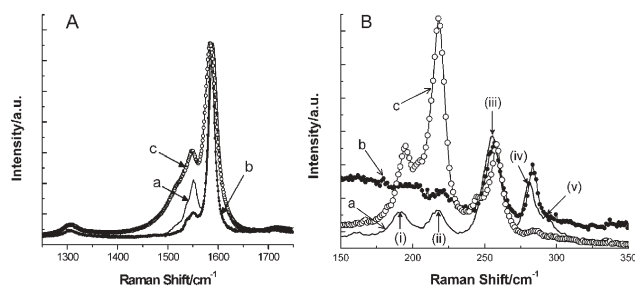 A
Intensity/a.u.
c
a
b
1300
1400
1500
1600
1700
Raman Shift/cm-1
B
Intensity/a.u.
c
b
a
(i)
(ii)
(iii)
(iv)
(v)
150
200
250
300
350
Raman Shift/cm-1